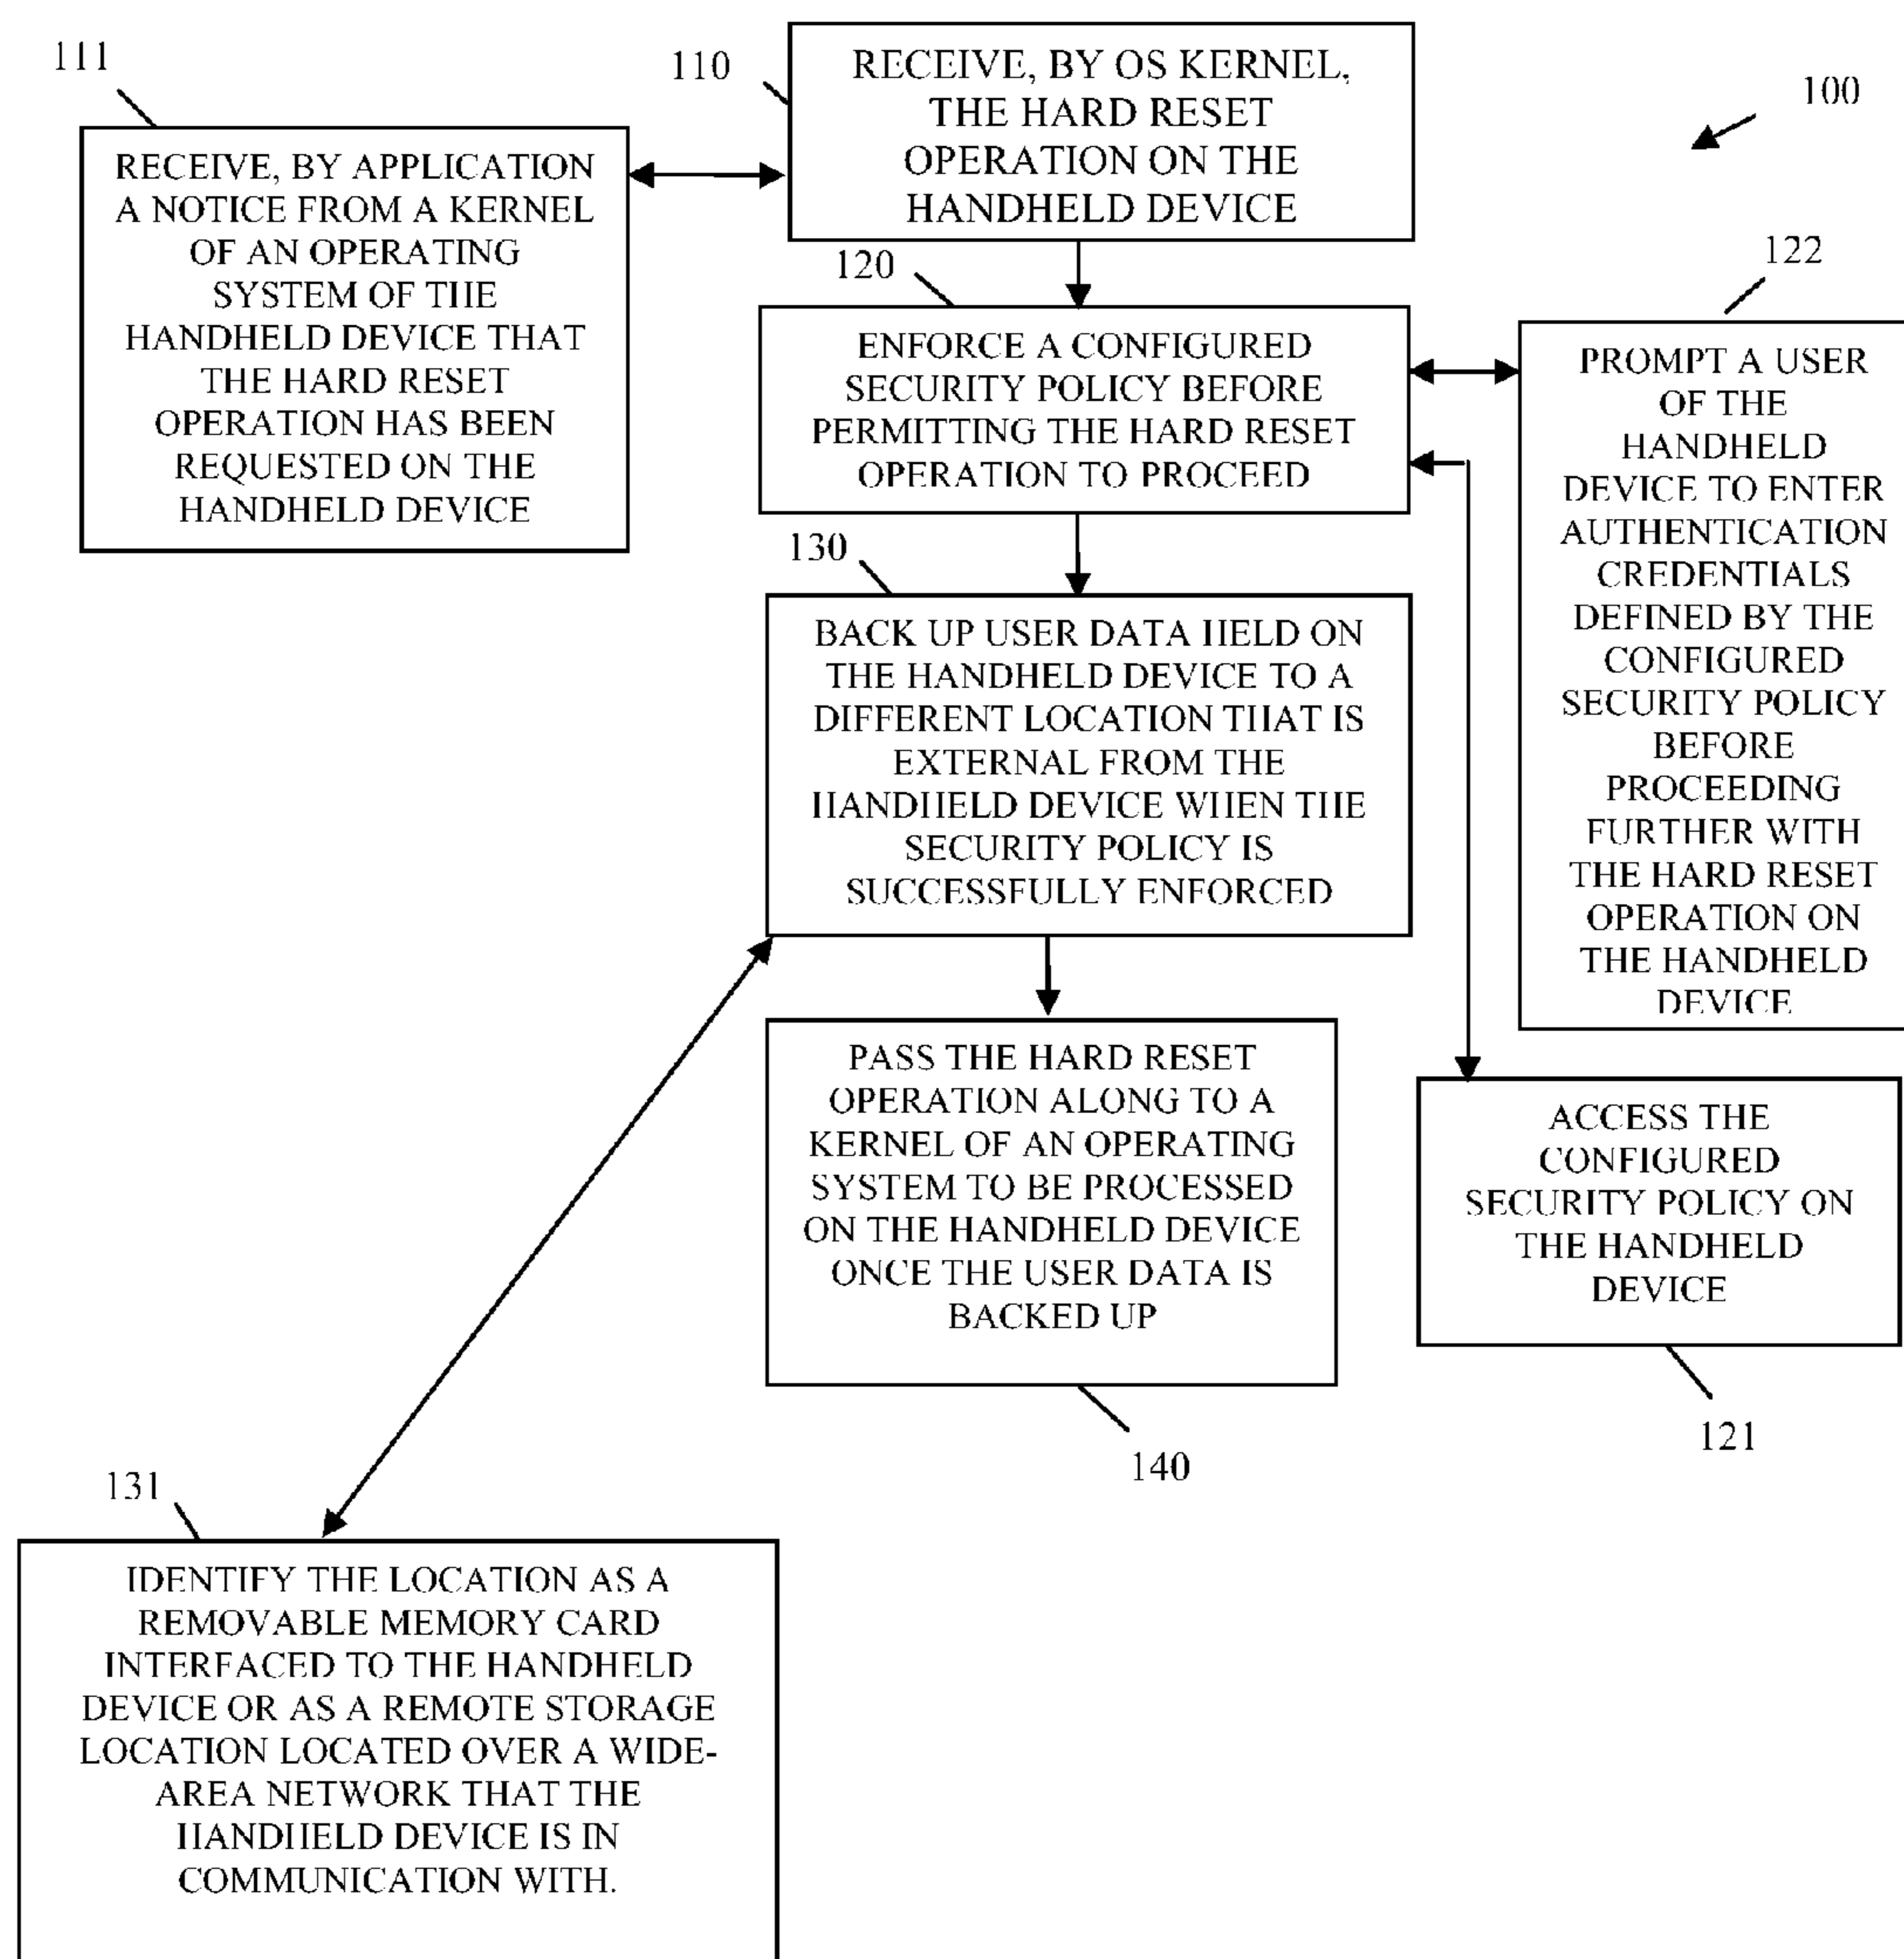 111
110
RECEIVE, BY OS KERNEL,
THE HARD RESET
OPERATION ON THE
HANDHELD DEVICE
100
RECEIVE, BY APPLICATION
A NOTICE FROM A KERNEL
OF AN OPERATING
SYSTEM OF THE
HANDHELD DEVICE THAT
THE HARD RESET
OPERATION HAS BEEN
REQUESTED ON THE
HANDHELD DEVICE
120
ENFORCE A CONFIGURED
SECURITY POLICY BEFORE
PERMITTING THE HARD RESET
OPERATION TO PROCEED
122
PROMPT A USER
OF THE
HANDHELD
DEVICE TO ENTER
AUTHENTICATION
CREDENTIALS
DEFINED BY THE
CONFIGURED
SECURITY POLICY
BEFORE
PROCEEDING
FURTHER WITH
THE HARD RESET
OPERATION ON
THE HANDHELD
DEVICE
130
BACK UP USER DATA HELD ON
THE HANDHELD DEVICE TO A
DIFFERENT LOCATION THAT IS
EXTERNAL FROM THE
HANDHELD DEVICE WHEN THE
SECURITY POLICY IS
SUCCESSFULLY ENFORCED
PASS THE HARD RESET
OPERATION ALONG TO A
KERNEL OF AN OPERATING
SYSTEM TO BE PROCESSED
ON THE HANDHELD DEVICE
ONCE THE USER DATA IS
BACKED UP
140
ACCESS THE
CONFIGURED
SECURITY POLICY ON
THE HANDHELD
DEVICE
121
131
IDENTIFY THE LOCATION AS A
REMOVABLE MEMORY CARD
INTERFACED TO THE HANDHELD
DEVICE OR AS A REMOTE STORAGE
LOCATION LOCATED OVER A WIDE-
AREA NETWORK THAT THE
HANDHELD DEVICE IS IN
COMMUNICATION WITH.